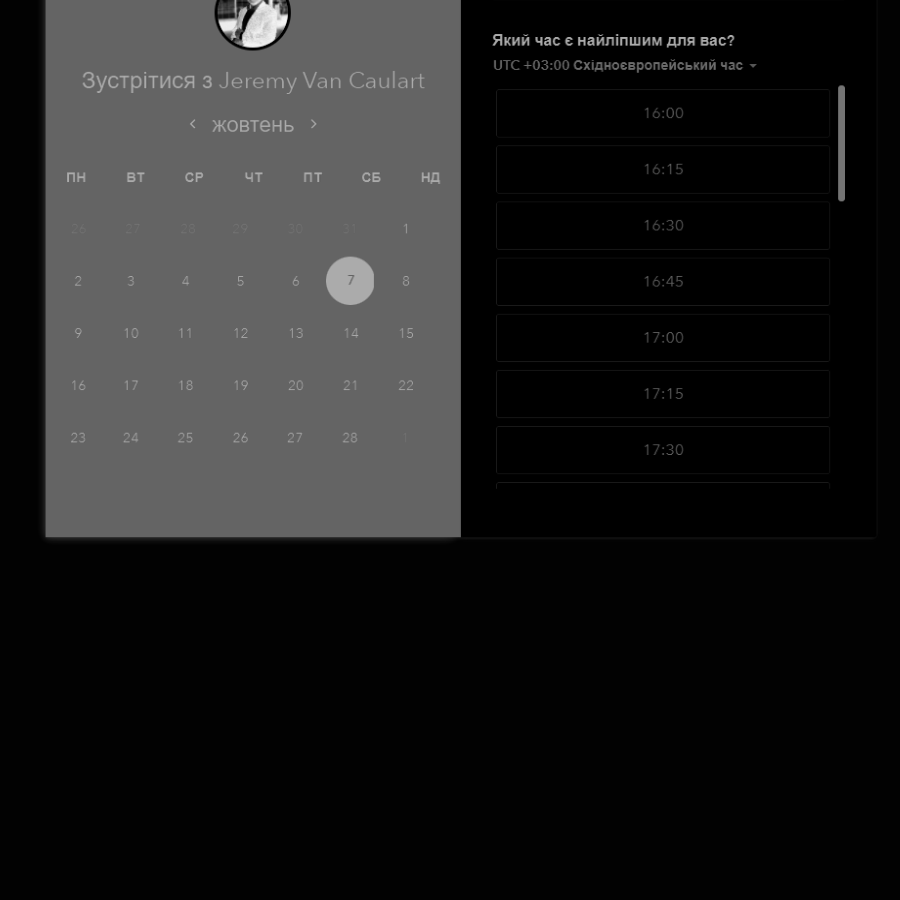 Зустрітися з Jeremy Van Caulart
жовтень
ПН ВТ СР ЧТ ПТ СБ НД
26 27 28 29 30 31 1
2 3 4 5 6 7 8
9 10 11 12 13 14 15
16 17 18 19 20 21 22
23 24 25 26 27 28 1
Який час є найліпшим для вас?
UTC +03:00 Східноєвропейський час
16:00
16:15
16:30
16:45
17:00
17:15
17:30